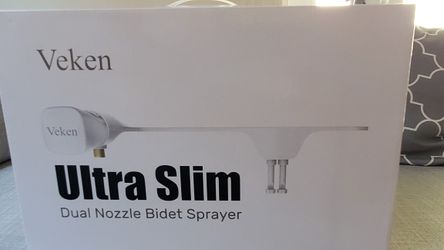 Veken
Veken
Ultra Slim
Dual Nozzle Bidet Sprayer